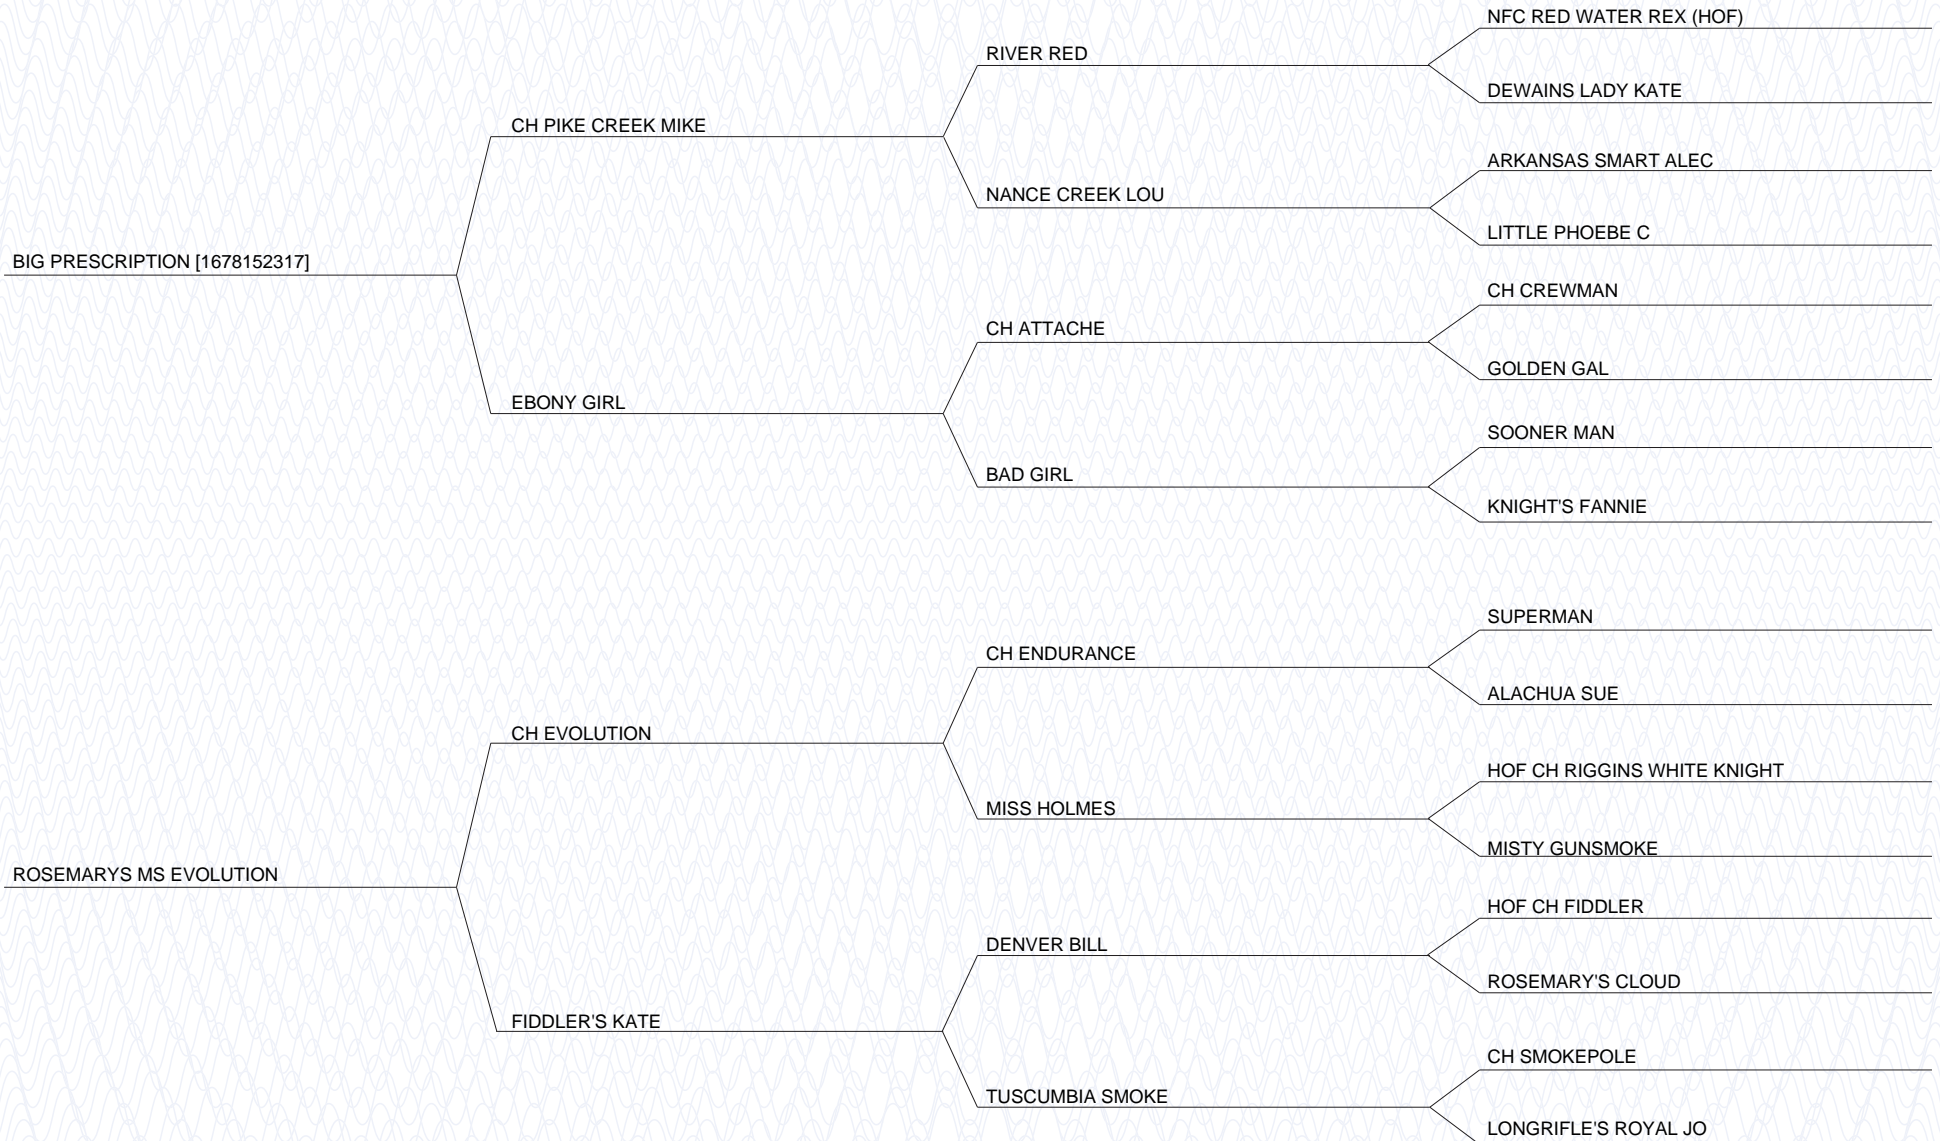 NFC RED WATER REX (HOF)
RIVER RED
DEWAINS LADY KATE
CH PIKE CREEK MIKE
ARKANSAS SMART ALEC
NANCE CREEK LOU
LITTLE PHOEBE C
BIG PRESCRIPTION [1678152317]
CH CREWMAN
CH ATTACHE
GOLDEN GAL
EBONY GIRL
SOONER MAN
BAD GIRL
KNIGHT'S FANNIE
SUPERMAN
CH ENDURANCE
ALACHUA SUE
CH EVOLUTION
HOF CH RIGGINS WHITE KNIGHT
MISS HOLMES
MISTY GUNSMOKE
ROSEMARYS MS EVOLUTION
HOF CH FIDDLER
DENVER BILL
ROSEMARY'S CLOUD
FIDDLER'S KATE
CH SMOKEPOLE
TUSCUMBIA SMOKE
LONGRIFLE'S ROYAL JO